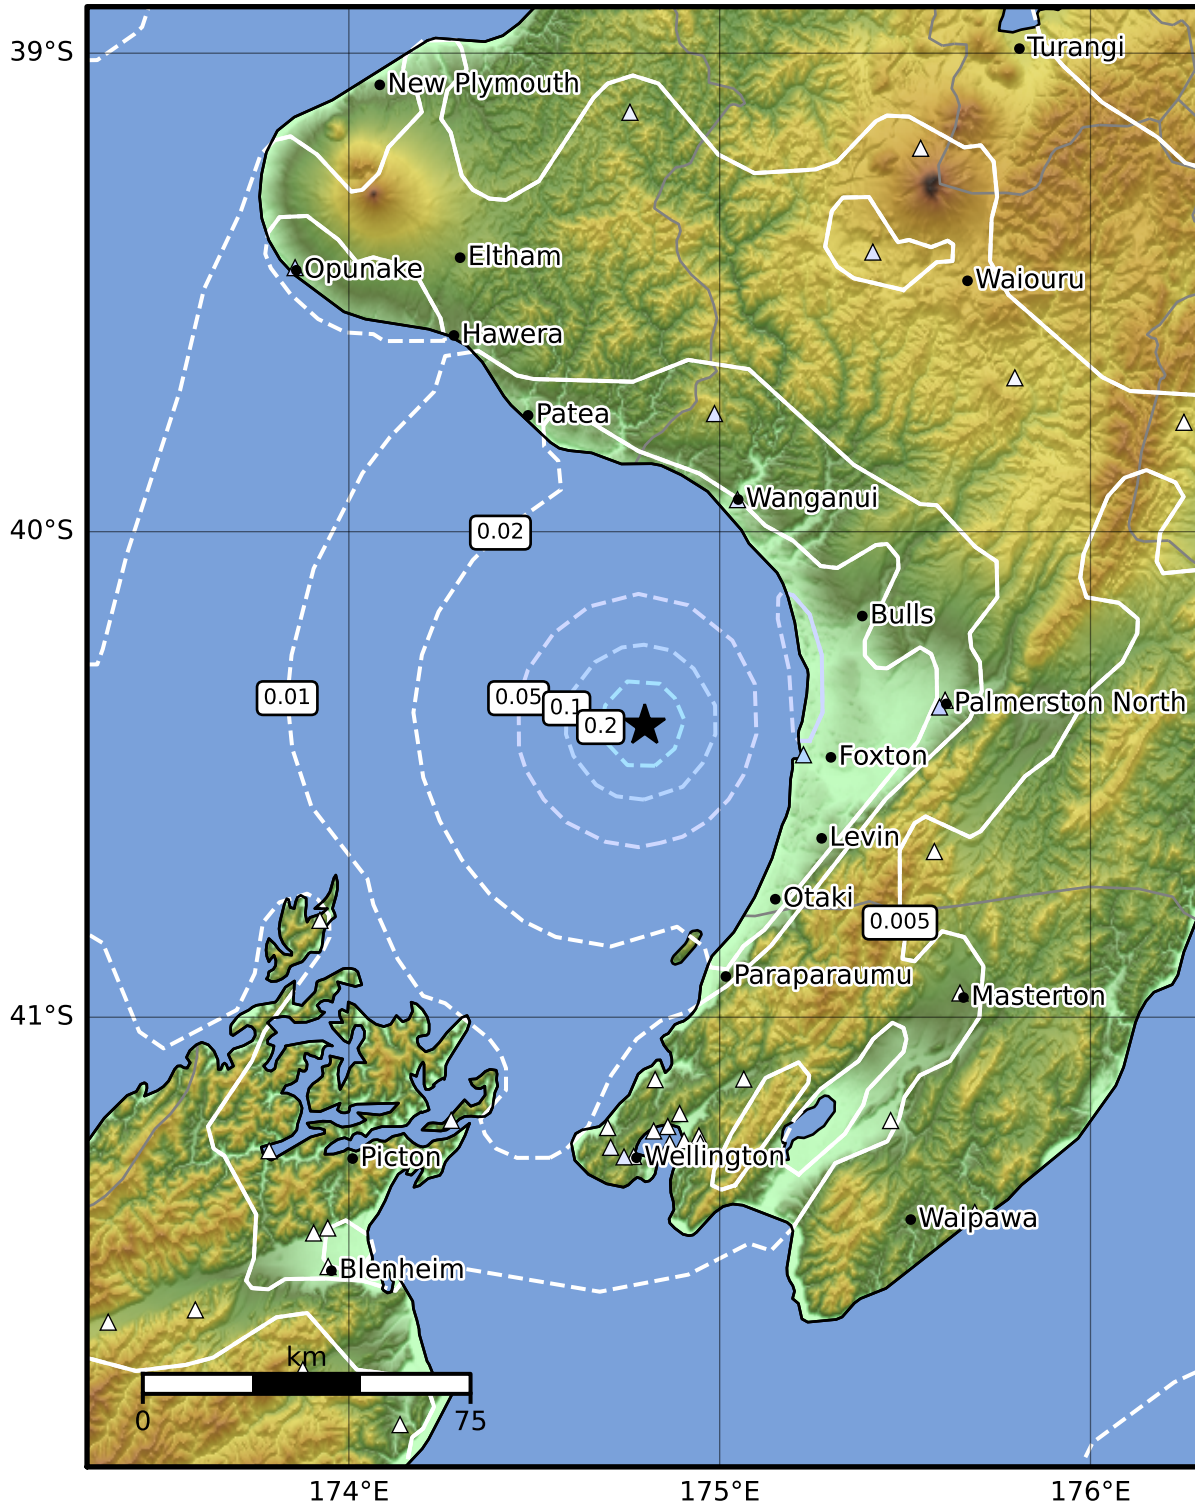 39°S
Turangi
New Plymouth
Eltham
Opunake
Waiouru
Hawera
Patea
Wanganui
40°S
0.02
Bulls
0.01
0.05
0.1
0.2
Palmerston North
Foxton
Levin
Otaki
0.005
Paraparaumu
Masterton
41°S
Picton
Wellington
Waipawa
Blenheim
km
0
75
174°E
175°E
176°E